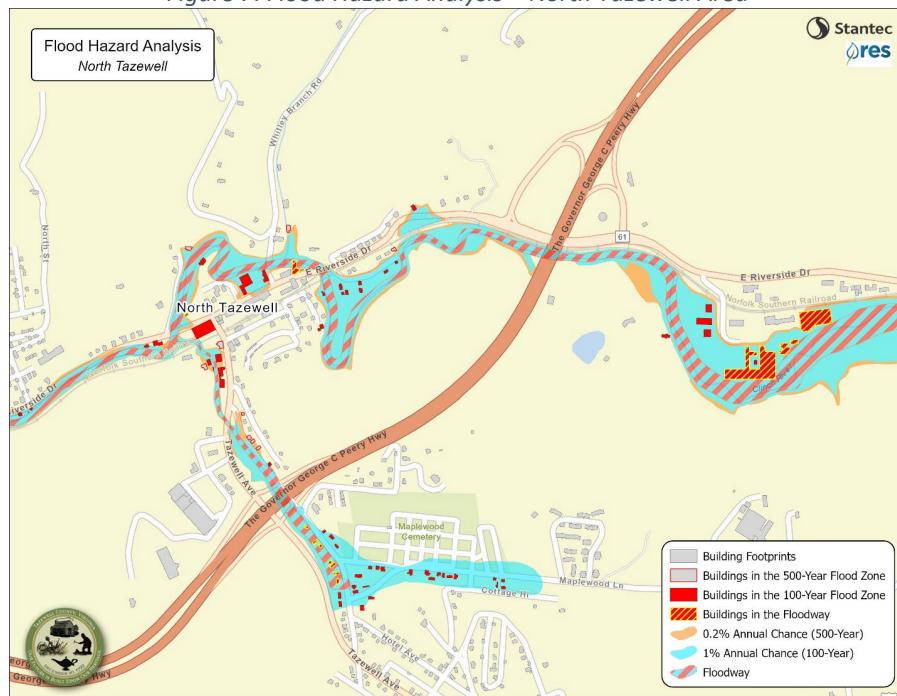 Flood Hazard Analysis
North Tazewell
Stantec
res
Whitley Branch Rd
North St
The Governor George C Peery Hwy
61
E Riverside Dr
E Riverside Dr
Norfolk Southern Railroad
North Tazewell
Riverside Dr
Tazewell Ave
The Governor George C Peery Hwy
Maplewood
Cemetery
Maplewood Ln
Cottage Hl
Hotel Ave
Tazewell Ave
Building Footprints
Buildings in the 500-Year Flood Zone
Buildings in the 100-Year Flood Zone
Buildings in the Floodway
0.2% Annual Chance (500-Year)
1% Annual Chance (100-Year)
Floodway